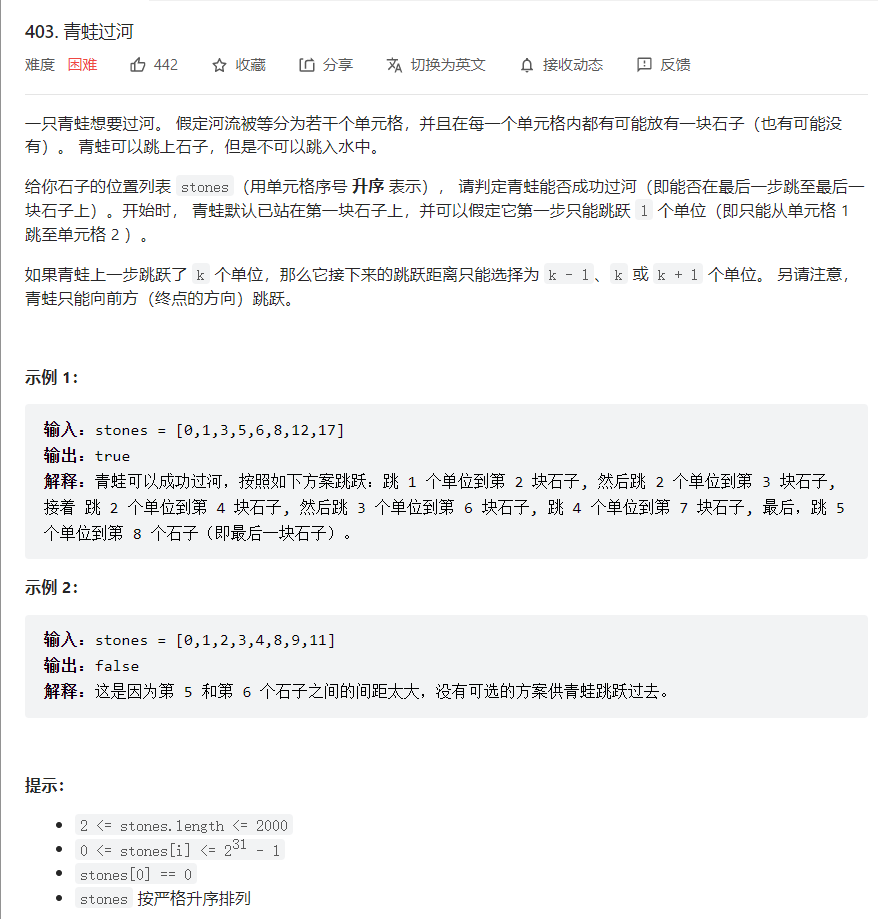 403. 青蛙过河
难度 困难 442 收藏 分享 切换为英文 接收动态 反馈
一只青蛙想要过河。 假定河流被等分为若干个单元格，并且在每一个单元格内都有可能放有一块石子（也有可能没
有）。 青蛙可以跳上石子，但是不可以跳入水中。
给你石子的位置列表 stones（用单元格序号 升序 表示）， 请判定青蛙能否成功过河（即能否在最后一步跳至最后一
块石子上）。开始时， 青蛙默认已站在第一块石子上，并可以假定它第一步只能跳跃 1 个单位（即只能从单元格 1
跳至单元格 2 ）。
如果青蛙上一步跳跃了 k 个单位，那么它接下来的跳跃距离只能选择为 k - 1、k 或 k + 1 个单位。 另请注意，
青蛙只能向前方（终点的方向）跳跃。
示例 1：
输入：stones = [0,1,3,5,6,8,12,17]
输出：true
解释：青蛙可以成功过河，按照如下方案跳跃：跳 1 个单位到第 2 块石子, 然后跳 2 个单位到第 3 块石子,
接着 跳 2 个单位到第 4 块石子, 然后跳 3 个单位到第 6 块石子, 跳 4 个单位到第 7 块石子, 最后，跳 5
个单位到第 8 个石子（即最后一块石子）。
示例 2：
输入：stones = [0,1,2,3,4,8,9,11]
输出：false
解释：这是因为第 5 和第 6 个石子之间的间距太大，没有可选的方案供青蛙跳跃过去。
提示：
2 <= stones.length <= 2000
0 <= stones[i] <= 2^31 - 1
stones[0] == 0
stones 按严格升序排列